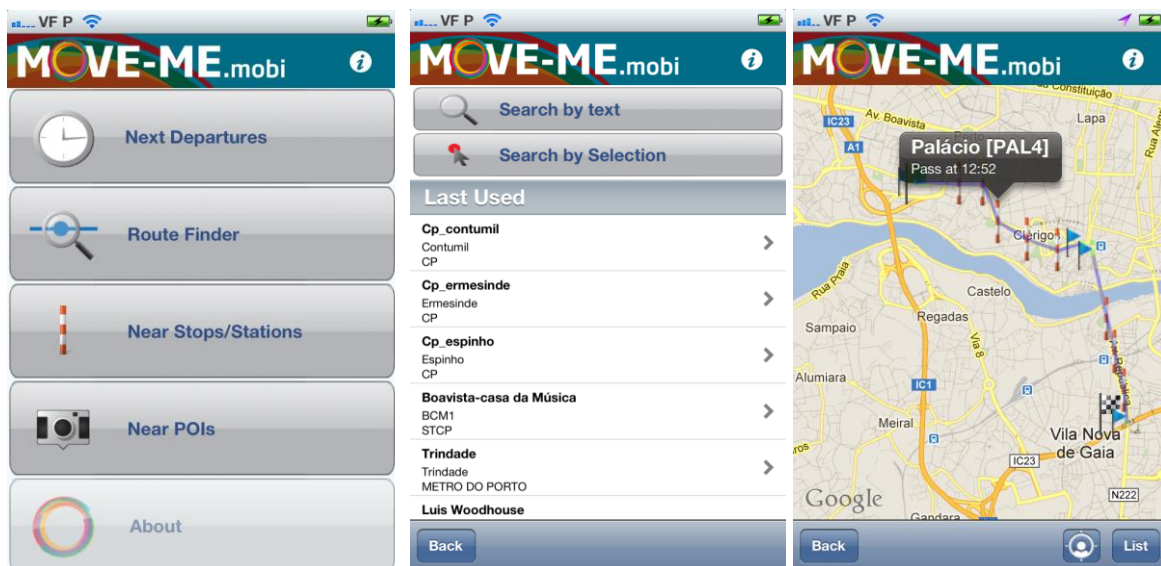 VF P
MOVE-ME.mobi
i
Next Departures
Route Finder
Near Stops/Stations
Near POIs
About
VF P
MOVE-ME.mobi
i
Search by text
Search by Selection
Last Used
Cp_contumil
Contumil
CP
Cp_ermesinde
Ermesinde
CP
Cp_espinho
Espinho
CP
Boavista-casa da Música
BCM1
STCP
Trindade
Trindade
METRO DO PORTO
Luis Woodhouse
Back
VF P
MOVE-ME.mobi
i
Constituição
IC23
Av. Boavista
Lapa
A1
Palácio [PAL4]
Pass at 12:52
Clérigos
Rua Praia
Castelo
Sampaio
Regadas
Via 8
Alumiara
IC1
Meiral
Vila Nova
de Gaia
IC23
Google
N222
Gandara
Back
List